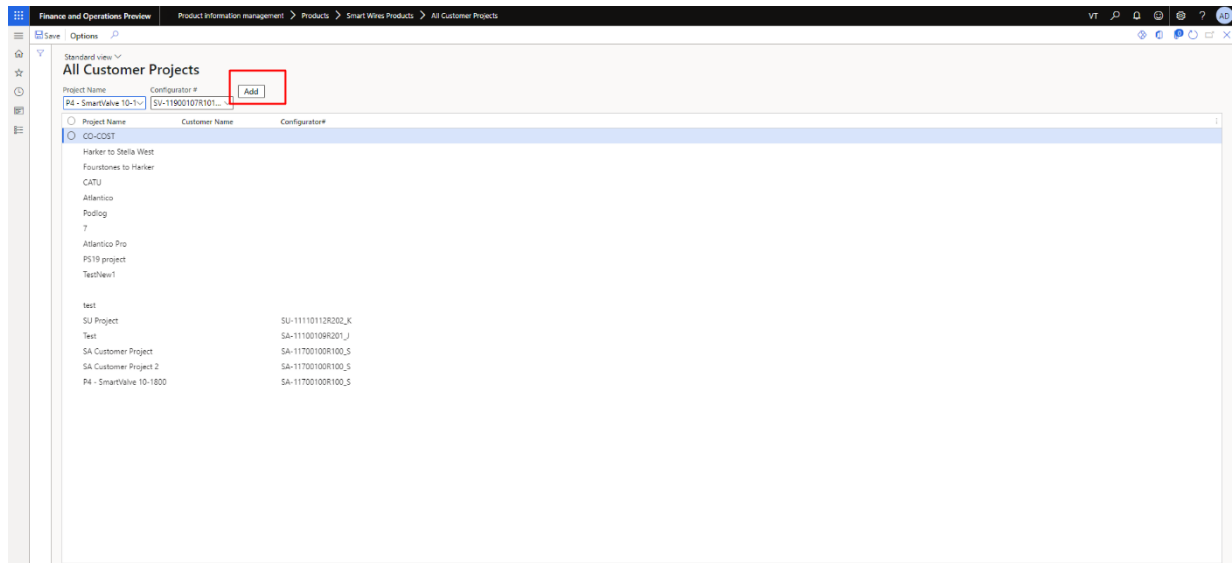 Finance and Operations Preview Product information management > Products > Smart Wires Products > All Customer Projects VT ? AD
Save Options 0
Standard view
All Customer Projects
Project Name Configurator # Add
P4 - SmartValve 10-1 SV-11900107R101...
Project Name Customer Name Configurator#
CO-COST
Harker to Stella West
Fourstones to Harker
CATU
Atlantico
Podlog
7
Atlantico Pro
PS19 project
TestNew1
test
SU Project SU-11110112R202_K
Test SA-11100109R201_J
SA Customer Project SA-11700100R100_S
SA Customer Project 2 SA-11700100R100_S
P4 - SmartValve 10-1800 SA-11700100R100_S